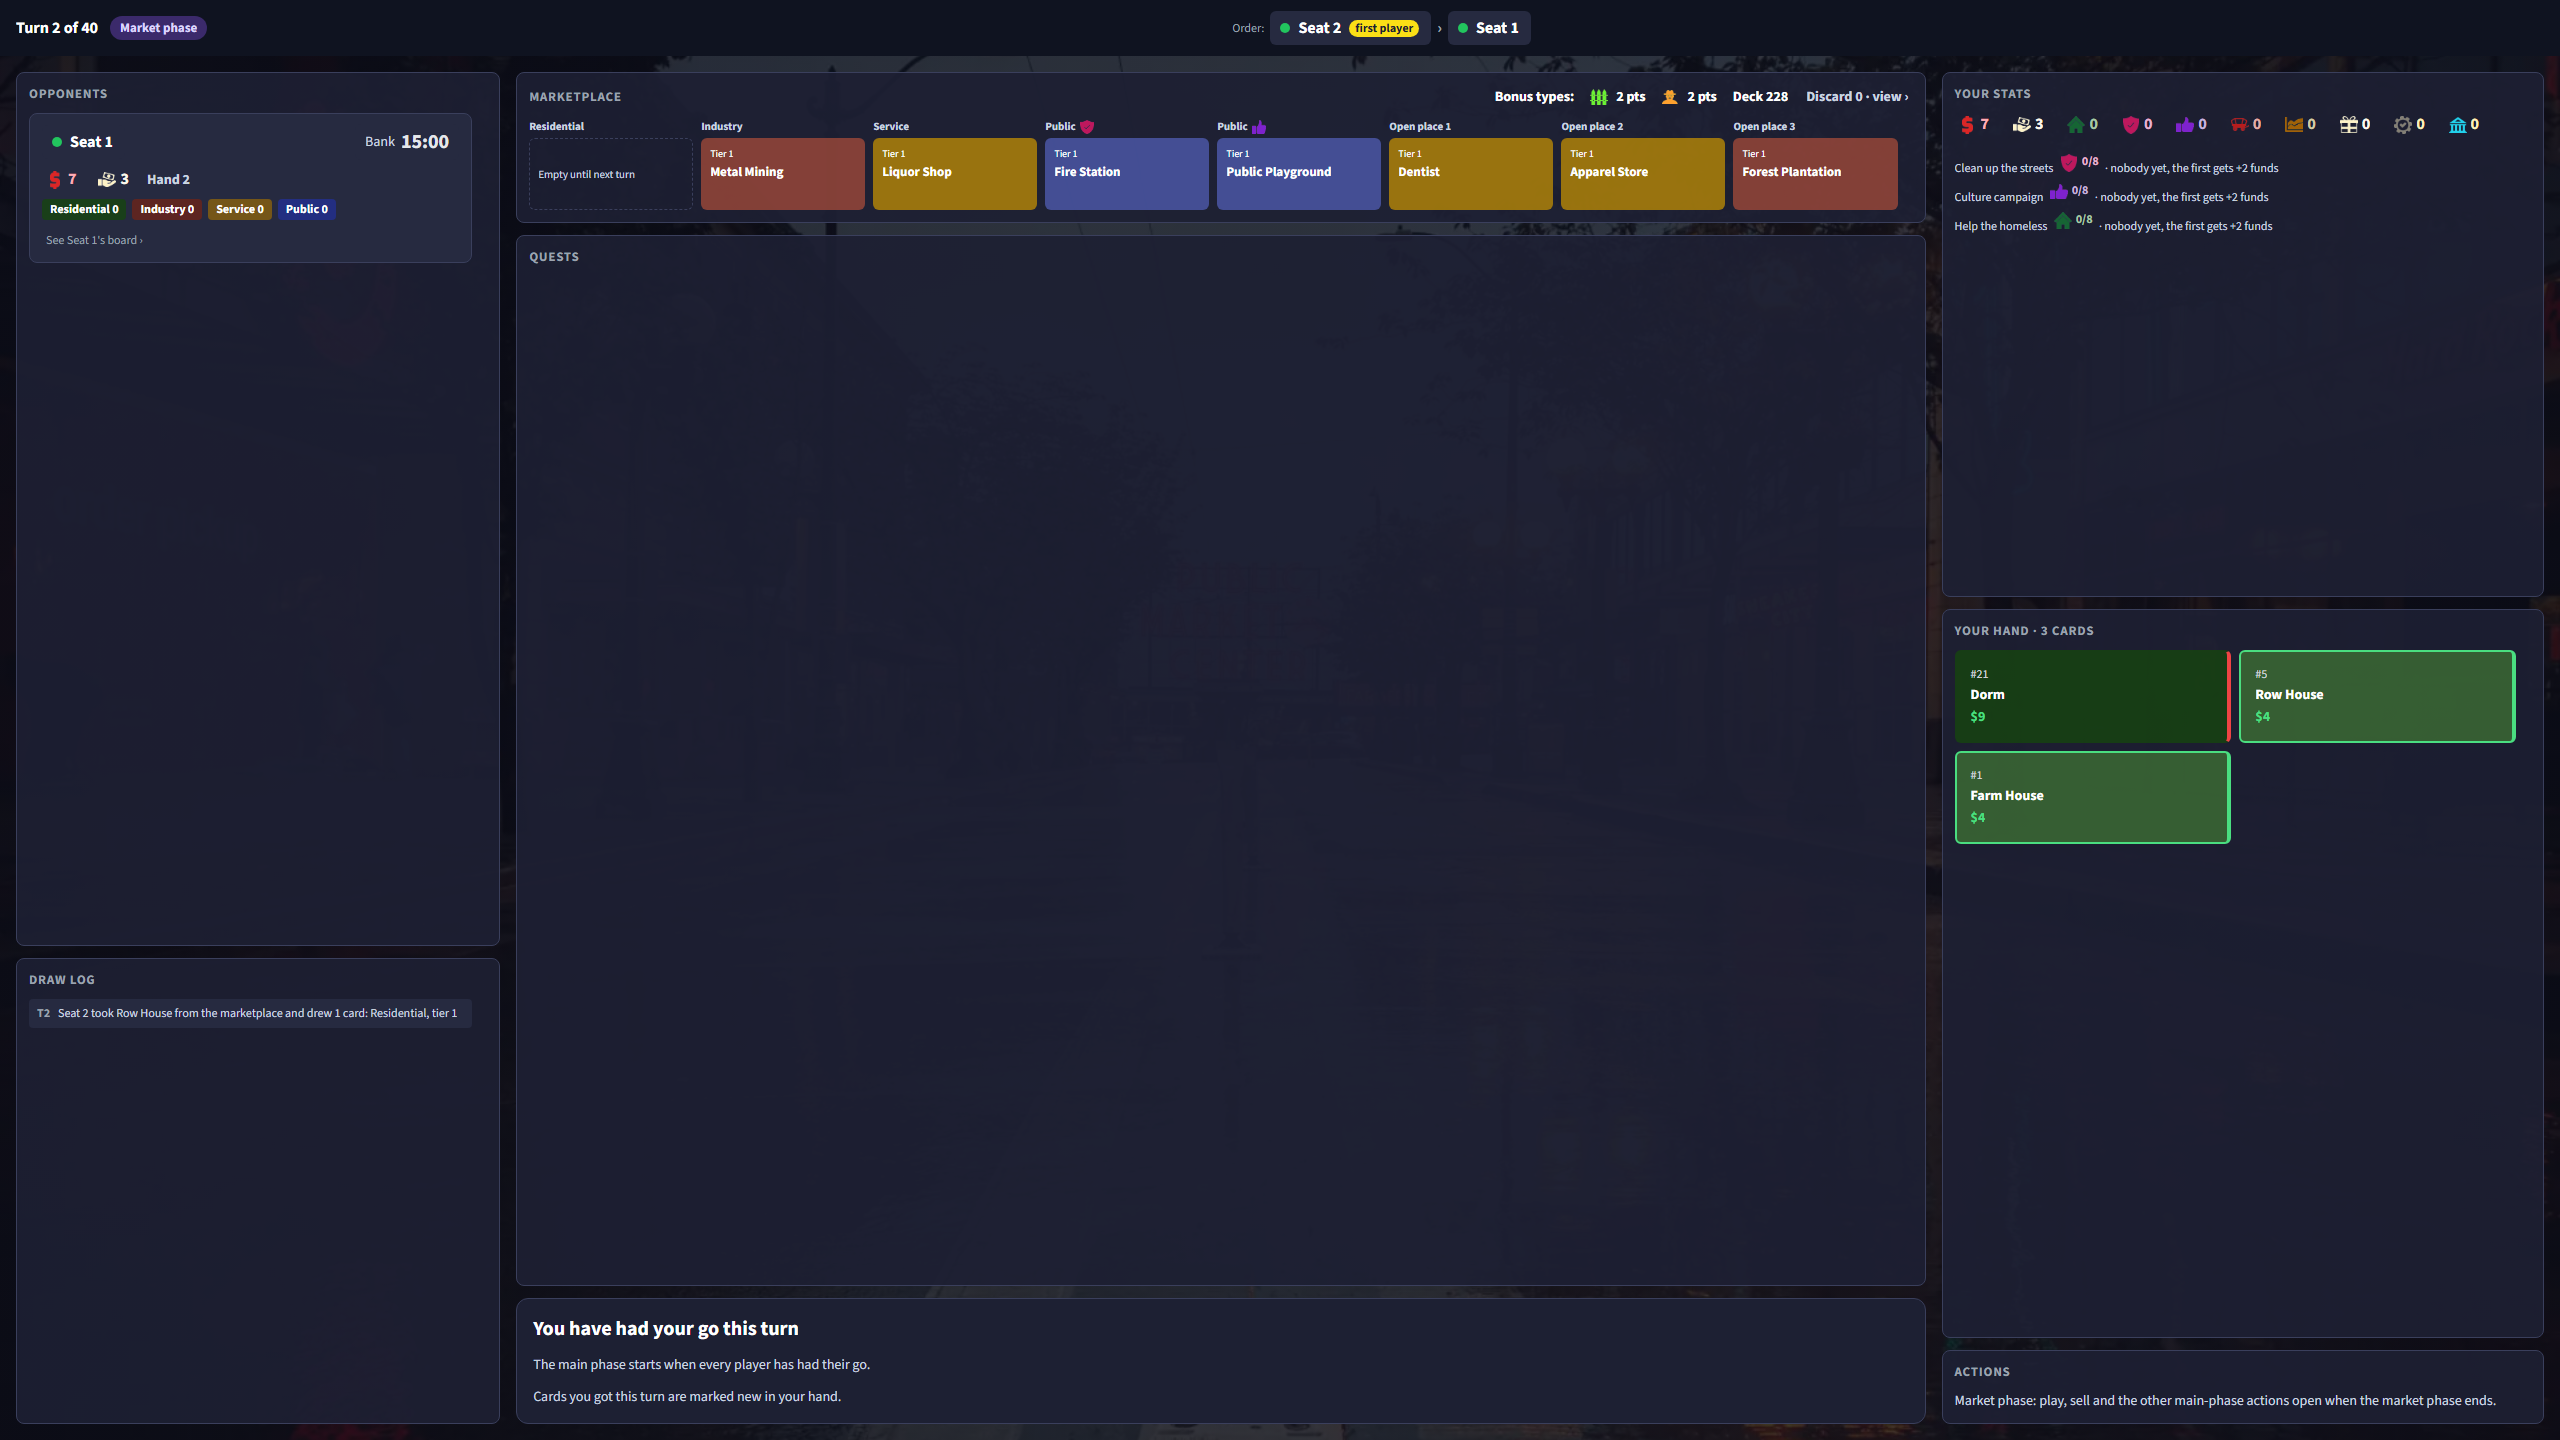 Turn 2 of 40 Market phase
Order: Seat 2 first player › Seat 1
OPPONENTS
Seat 1 Bank 15:00
7 3 Hand 2
Residential 0 Industry 0 Service 0 Public 0
See Seat 1's board ›
DRAW LOG
T2 Seat 2 took Row House from the marketplace and drew 1 card: Residential, tier 1
MARKETPLACE
Bonus types: 2 pts 2 pts Deck 228 Discard 0 · view ›
Residential
Empty until next turn
Industry
Tier 1
Metal Mining
Service
Tier 1
Liquor Shop
Public
Tier 1
Fire Station
Public
Tier 1
Public Playground
Open place 1
Tier 1
Dentist
Open place 2
Tier 1
Apparel Store
Open place 3
Tier 1
Forest Plantation
QUESTS
You have had your go this turn
The main phase starts when every player has had their go.
Cards you got this turn are marked new in your hand.
YOUR STATS
7 3 0 0 0 0 0 0 0 0
Clean up the streets 0/8 · nobody yet, the first gets +2 funds
Culture campaign 0/8 · nobody yet, the first gets +2 funds
Help the homeless 0/8 · nobody yet, the first gets +2 funds
YOUR HAND · 3 CARDS
#21
Dorm
$9
#5
Row House
$4
#1
Farm House
$4
ACTIONS
Market phase: play, sell and the other main-phase actions open when the market phase ends.